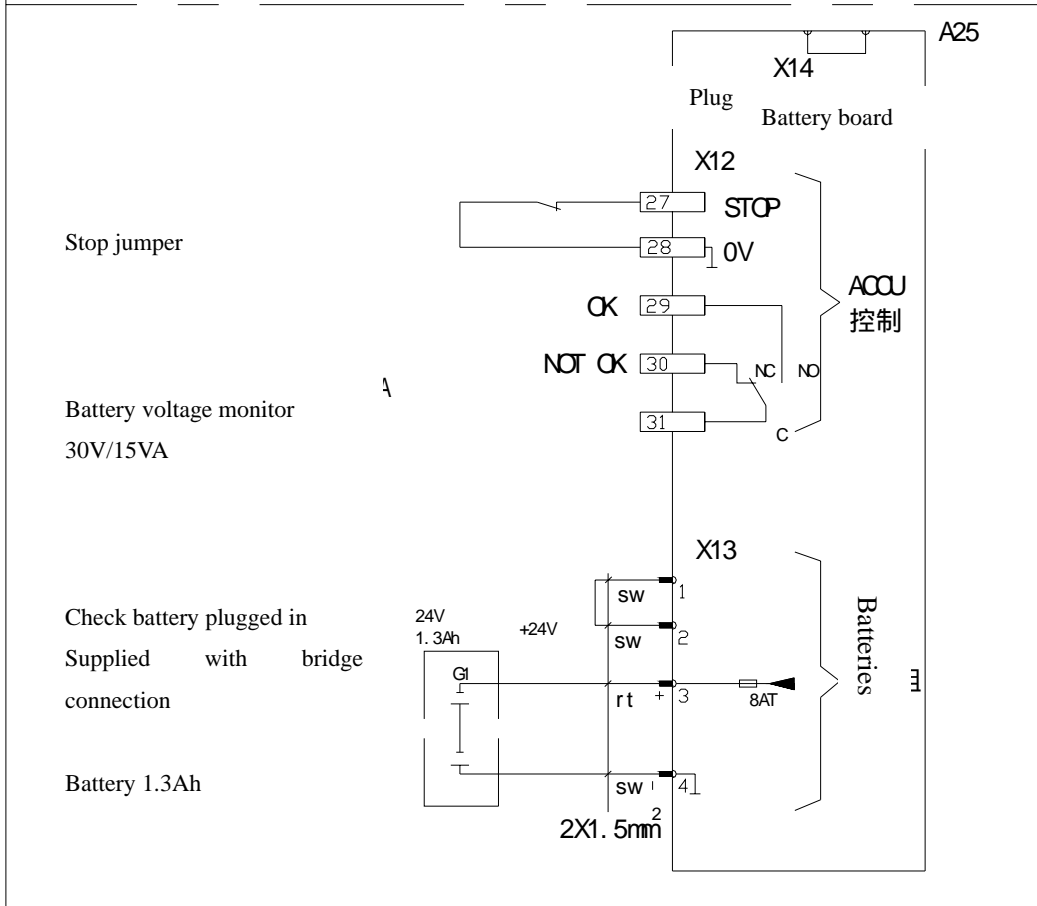 A25
X14
Plug
Battery board
X12
27 STOP
Stop jumper
28 0V
OK 29
ACCU
控制
NOT OK 30 NC NO
Battery voltage monitor
30V/15VA
31
C
X13
Check battery plugged in
Supplied with bridge
connection
24V
1.3Ah
+24V
sw 1
sw 2
G1
rt + 3
8AT
Batteries
Battery 1.3Ah
sw 4
2X1.5mm²